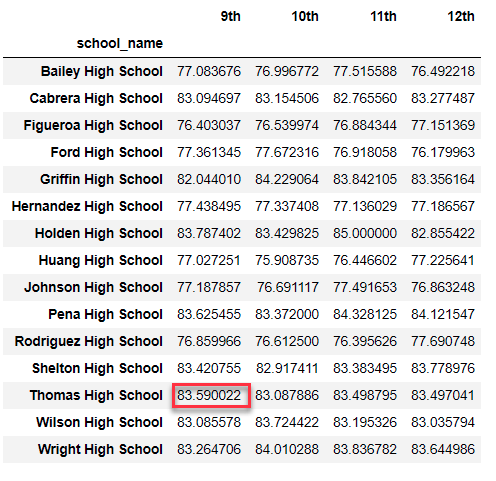 9th 10th 11th 12th
school_name
Bailey High School 77.083676 76.996772 77.515588 76.492218
Cabrera High School 83.094697 83.154506 82.765560 83.277487
Figueroa High School 76.403037 76.539974 76.884344 77.151369
Ford High School 77.361345 77.672316 76.918058 76.179963
Griffin High School 82.044010 84.229064 83.842105 83.356164
Hernandez High School 77.438495 77.337408 77.136029 77.186567
Holden High School 83.787402 83.429825 85.000000 82.855422
Huang High School 77.027251 75.908735 76.446602 77.225641
Johnson High School 77.187857 76.691117 77.491653 76.863248
Pena High School 83.625455 83.372000 84.328125 84.121547
Rodriguez High School 76.859966 76.612500 76.395626 77.690748
Shelton High School 83.420755 82.917411 83.383495 83.778976
Thomas High School 83.590022 83.087886 83.498795 83.497041
Wilson High School 83.085578 83.724422 83.195326 83.035794
Wright High School 83.264706 84.010288 83.836782 83.644986